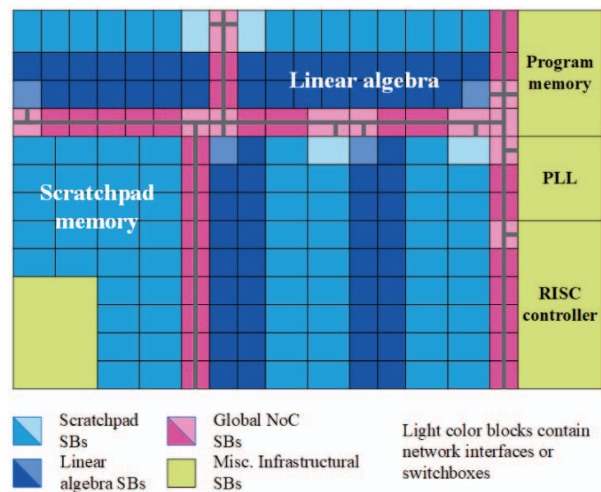 Linear algebra
Program
memory
PLL
Scratchpad
memory
RISC
controller
Scratchpad
SBs
Global NoC
SBs
Linear
algebra SBs
Misc. Infrastructural
SBs
Light color blocks contain
network interfaces or
switchboxes